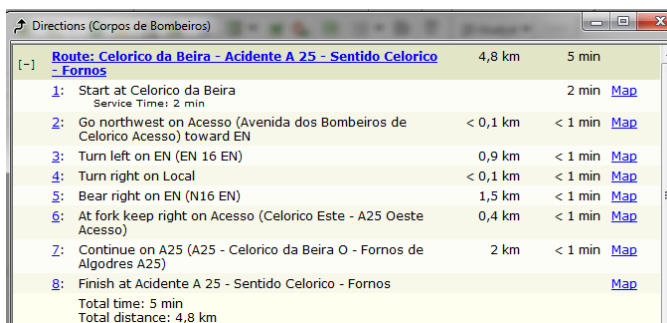 Directions (Corpos de Bombeiros)
[-] Route: Celorico da Beira - Acidente A 25 - Sentido Celorico 4,8 km 5 min
- Fornos
1: Start at Celorico da Beira 2 min Map
Service Time: 2 min
2: Go northwest on Acesso (Avenida dos Bombeiros de < 0,1 km < 1 min Map
Celorico Acesso) toward EN
3: Turn left on EN (EN 16 EN) 0,9 km < 1 min Map
4: Turn right on Local < 0,1 km < 1 min Map
5: Bear right on EN (N16 EN) 1,5 km < 1 min Map
6: At fork keep right on Acesso (Celorico Este - A25 Oeste 0,4 km < 1 min Map
Acesso)
7: Continue on A25 (A25 - Celorico da Beira O - Fornos de 2 km < 1 min Map
Algodres A25)
8: Finish at Acidente A 25 - Sentido Celorico - Fornos Map
Total time: 5 min
Total distance: 4,8 km